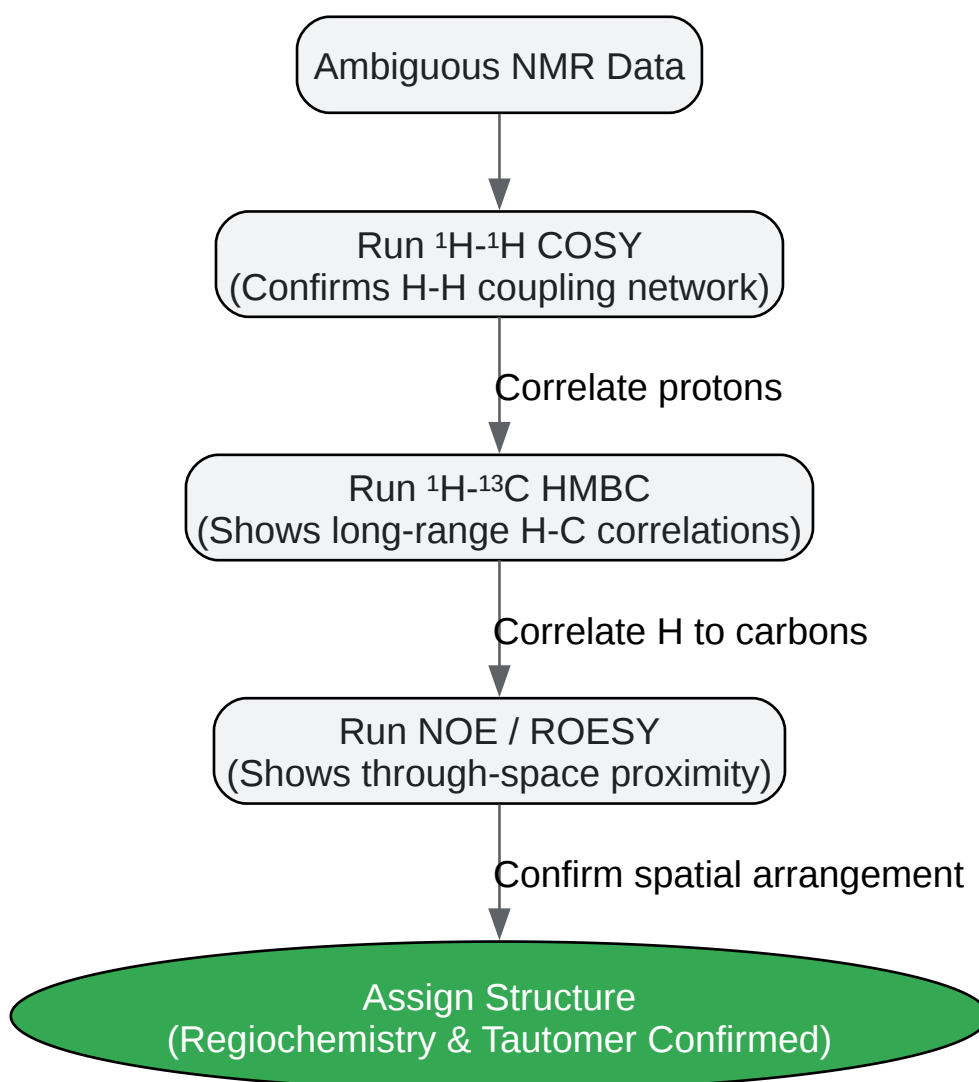 Ambiguous NMR Data
Run ¹H-¹H COSY
(Confirms H-H coupling network)
Correlate protons
Run ¹H-¹³C HMBC
(Shows long-range H-C correlations)
Correlate H to carbons
Run NOE / ROESY
(Shows through-space proximity)
Confirm spatial arrangement
Assign Structure
(Regiochemistry & Tautomer Confirmed)